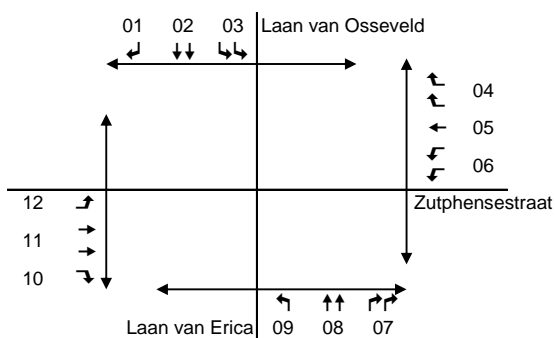 01 02 03 Laan van Osseveld
04
05
06
12 Zutphensestraat
11
10
Laan van Erica 09 08 07